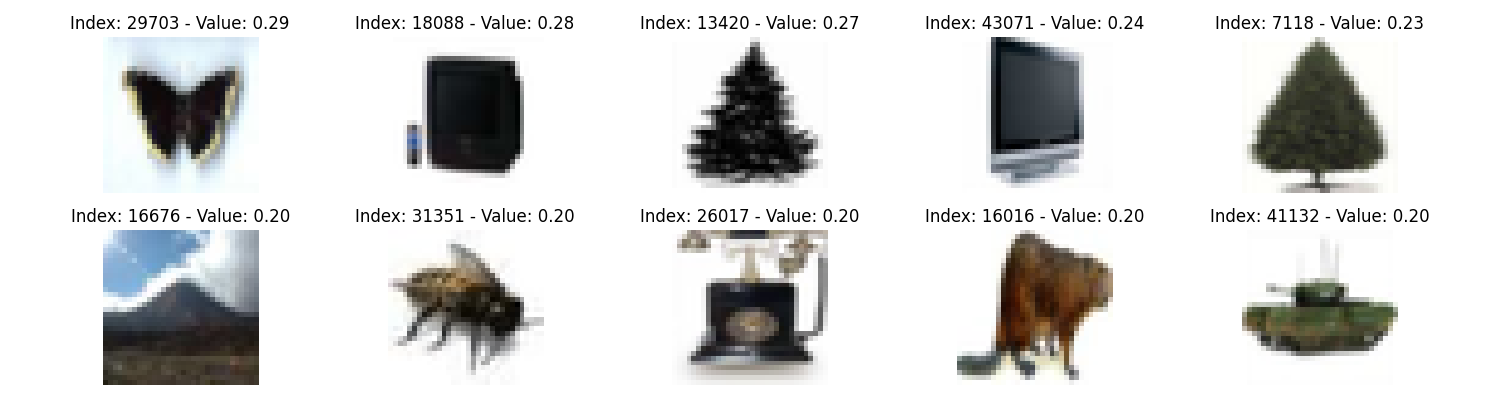 Index: 29703 - Value: 0.29
Index: 18088 - Value: 0.28
Index: 13420 - Value: 0.27
Index: 43071 - Value: 0.24
Index: 7118 - Value: 0.23
Index: 16676 - Value: 0.20
Index: 31351 - Value: 0.20
Index: 26017 - Value: 0.20
Index: 16016 - Value: 0.20
Index: 41132 - Value: 0.20